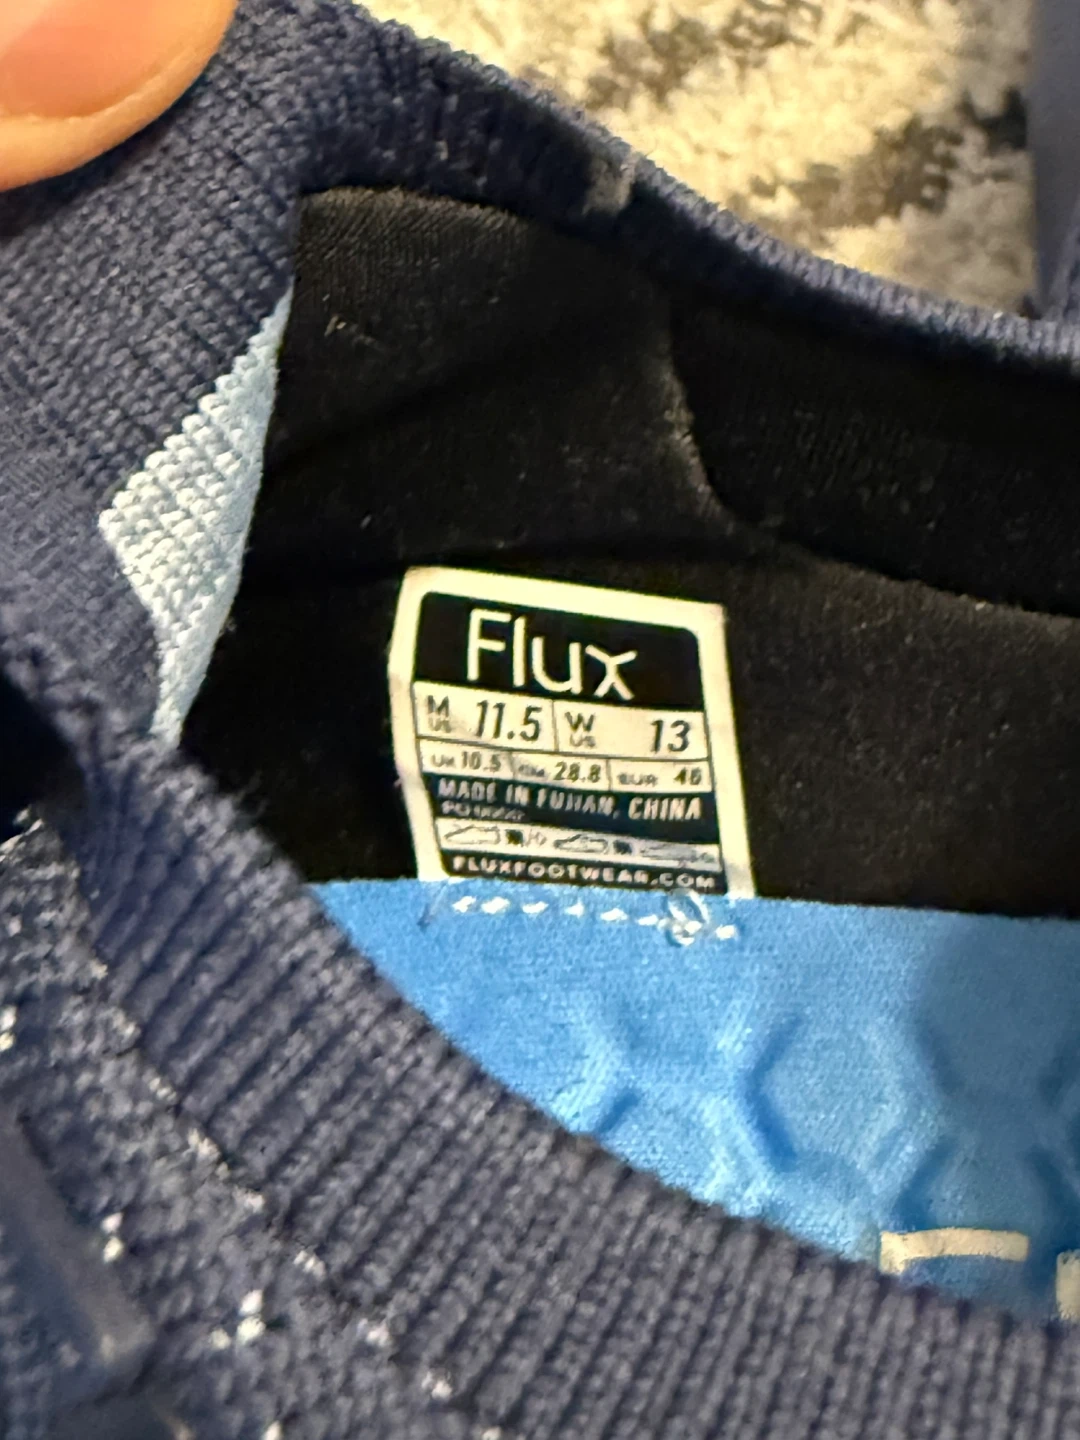 Flux
M US 11.5 W US 13
UK 10.5 CM 28.8 EUR 46
MADE IN FUJIAN, CHINA
FLUXFOOTWEAR.COM